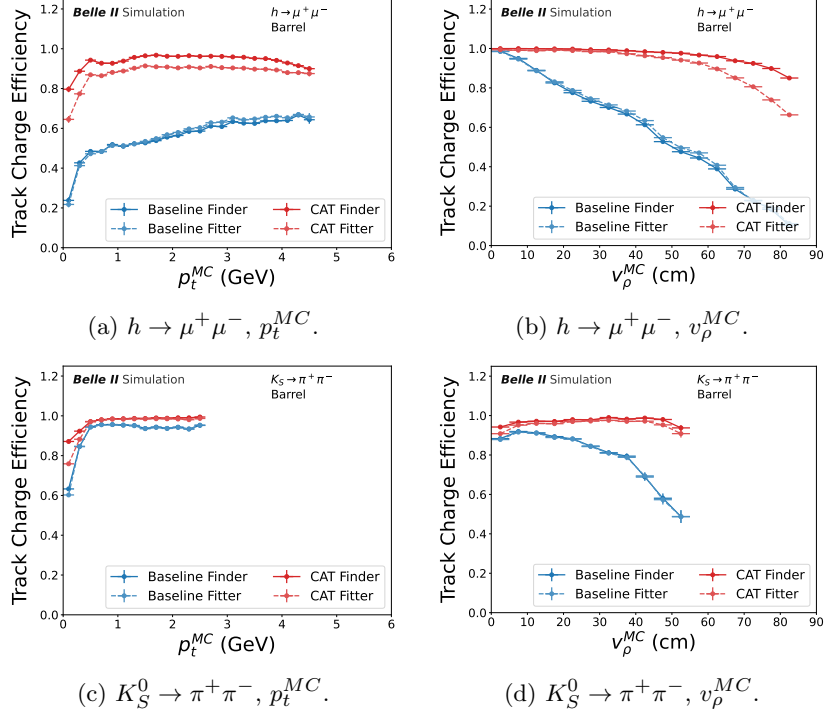 Belle II Simulation
h→μ⁺μ⁻
Barrel
Track Charge Efficiency
1.0
0.8
0.6
0.4
0.2
0.0
Baseline Finder
Baseline Fitter
CAT Finder
CAT Fitter
0 1 2 3 4 5 6
p_t^{MC} (GeV)
(a) h → μ⁺μ⁻, p_t^{MC}.
Belle II Simulation
h→μ⁺μ⁻
Barrel
Track Charge Efficiency
1.0
0.8
0.6
0.4
0.2
0.0
Baseline Finder
Baseline Fitter
CAT Finder
CAT Fitter
0 10 20 30 40 50 60 70 80 90
v_ρ^{MC} (cm)
(b) h → μ⁺μ⁻, v_ρ^{MC}.
Belle II Simulation
K_S→π⁺π⁻
Barrel
Track Charge Efficiency
1.2
1.0
0.8
0.6
0.4
0.2
0.0
Baseline Finder
Baseline Fitter
CAT Finder
CAT Fitter
0 1 2 3 4 5 6
p_t^{MC} (GeV)
(c) K_S^0 → π⁺π⁻, p_t^{MC}.
Belle II Simulation
K_S→π⁺π⁻
Barrel
Track Charge Efficiency
1.2
1.0
0.8
0.6
0.4
0.2
0.0
Baseline Finder
Baseline Fitter
CAT Finder
CAT Fitter
0 10 20 30 40 50 60 70 80 90
v_ρ^{MC} (cm)
(d) K_S^0 → π⁺π⁻, v_ρ^{MC}.